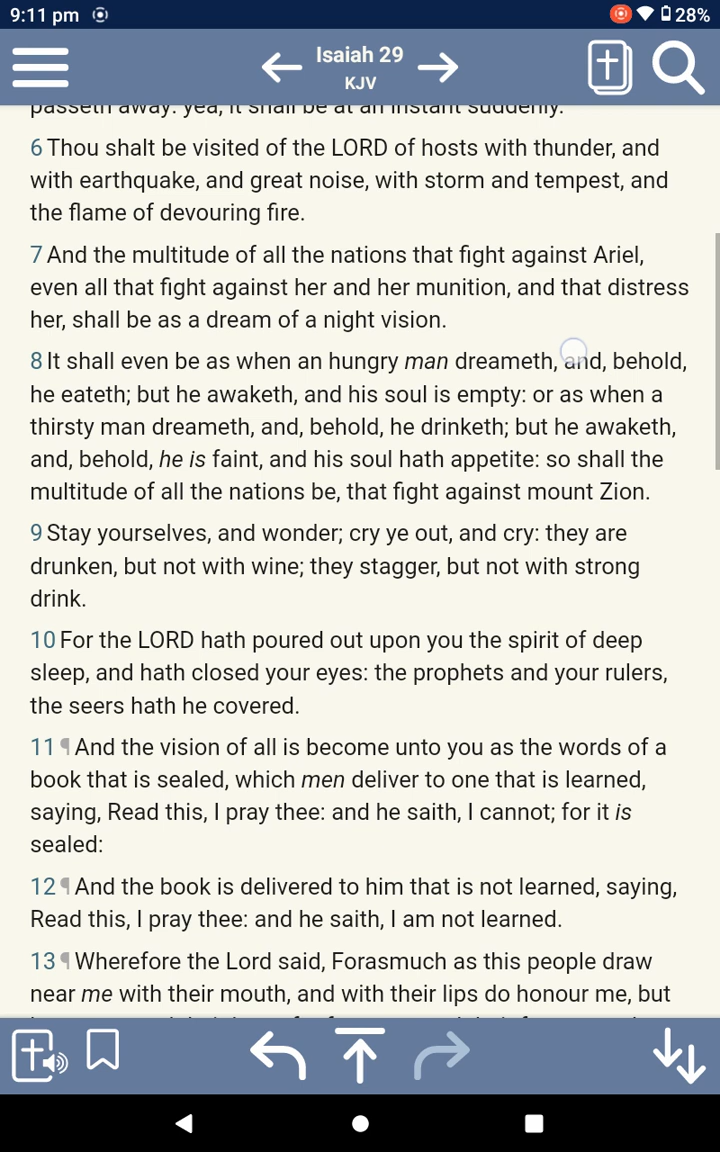 9:11 pm
28%
Isaiah 29
KJV
passeth away: yea, it shall be at an instant suddenly.
6 Thou shalt be visited of the LORD of hosts with thunder, and
with earthquake, and great noise, with storm and tempest, and
the flame of devouring fire.
7 And the multitude of all the nations that fight against Ariel,
even all that fight against her and her munition, and that distress
her, shall be as a dream of a night vision.
8 It shall even be as when an hungry man dreameth, and, behold,
he eateth; but he awaketh, and his soul is empty: or as when a
thirsty man dreameth, and, behold, he drinketh; but he awaketh,
and, behold, he is faint, and his soul hath appetite: so shall the
multitude of all the nations be, that fight against mount Zion.
9 Stay yourselves, and wonder; cry ye out, and cry: they are
drunken, but not with wine; they stagger, but not with strong
drink.
10 For the LORD hath poured out upon you the spirit of deep
sleep, and hath closed your eyes: the prophets and your rulers,
the seers hath he covered.
11 ¶ And the vision of all is become unto you as the words of a
book that is sealed, which men deliver to one that is learned,
saying, Read this, I pray thee: and he saith, I cannot; for it is
sealed:
12 ¶ And the book is delivered to him that is not learned, saying,
Read this, I pray thee: and he saith, I am not learned.
13 ¶ Wherefore the Lord said, Forasmuch as this people draw
near me with their mouth, and with their lips do honour me, but